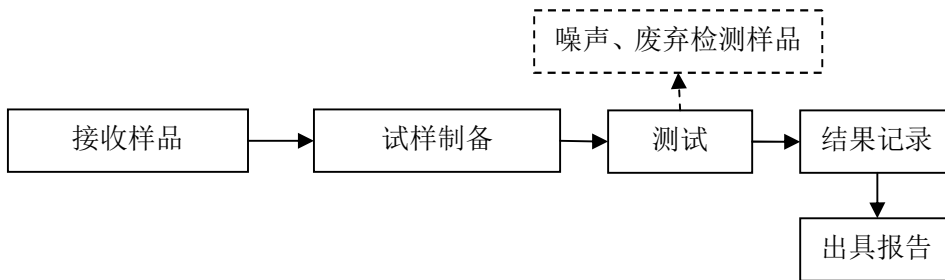 噪声、废弃检测样品
接收样品
试样制备
测试
结果记录
出具报告